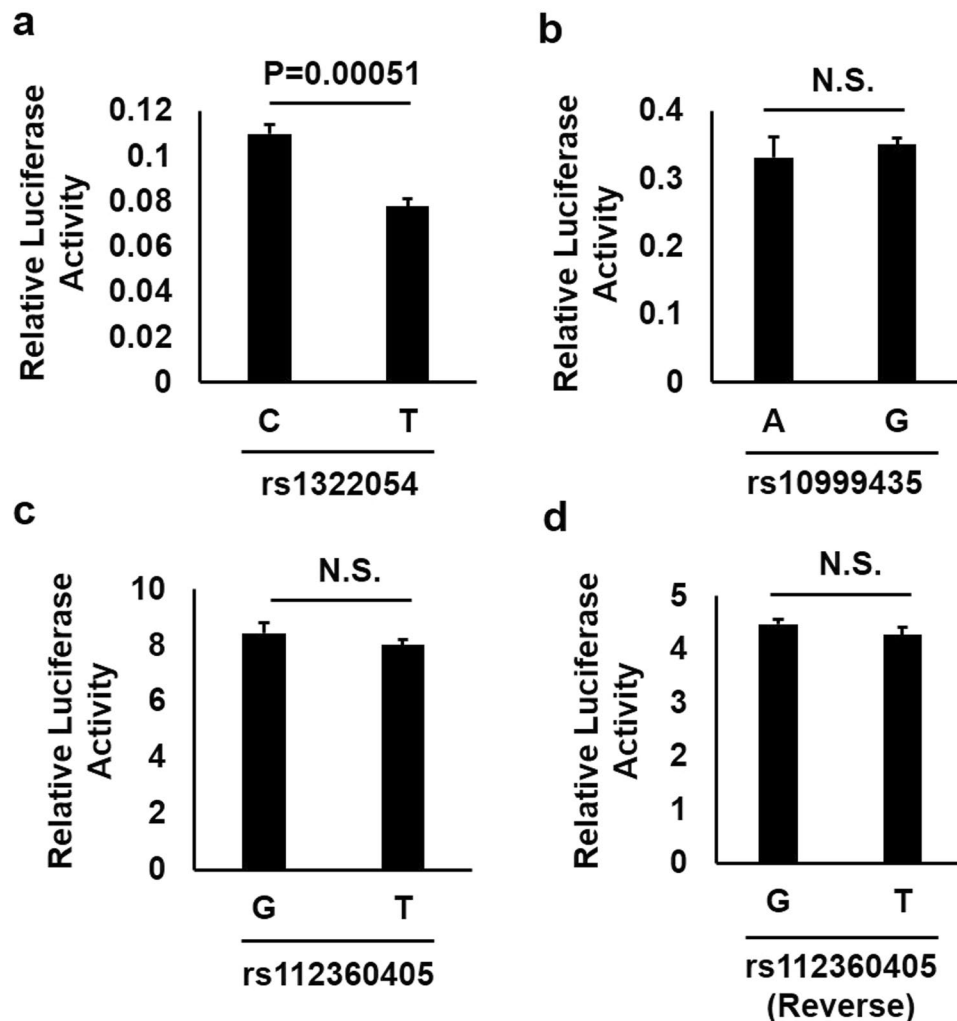 a
P=0.00051
Relative Luciferase
Activity
0.12
0.1
0.08
0.06
0.04
0.02
0
C T
rs1322054
b
N.S.
Relative Luciferase
Activity
0.4
0.3
0.2
0.1
0
A G
rs10999435
c
N.S.
Relative Luciferase
Activity
10
8
6
4
2
0
G T
rs112360405
d
N.S.
Relative Luciferase
Activity
5
4
3
2
1
0
G T
rs112360405
(Reverse)